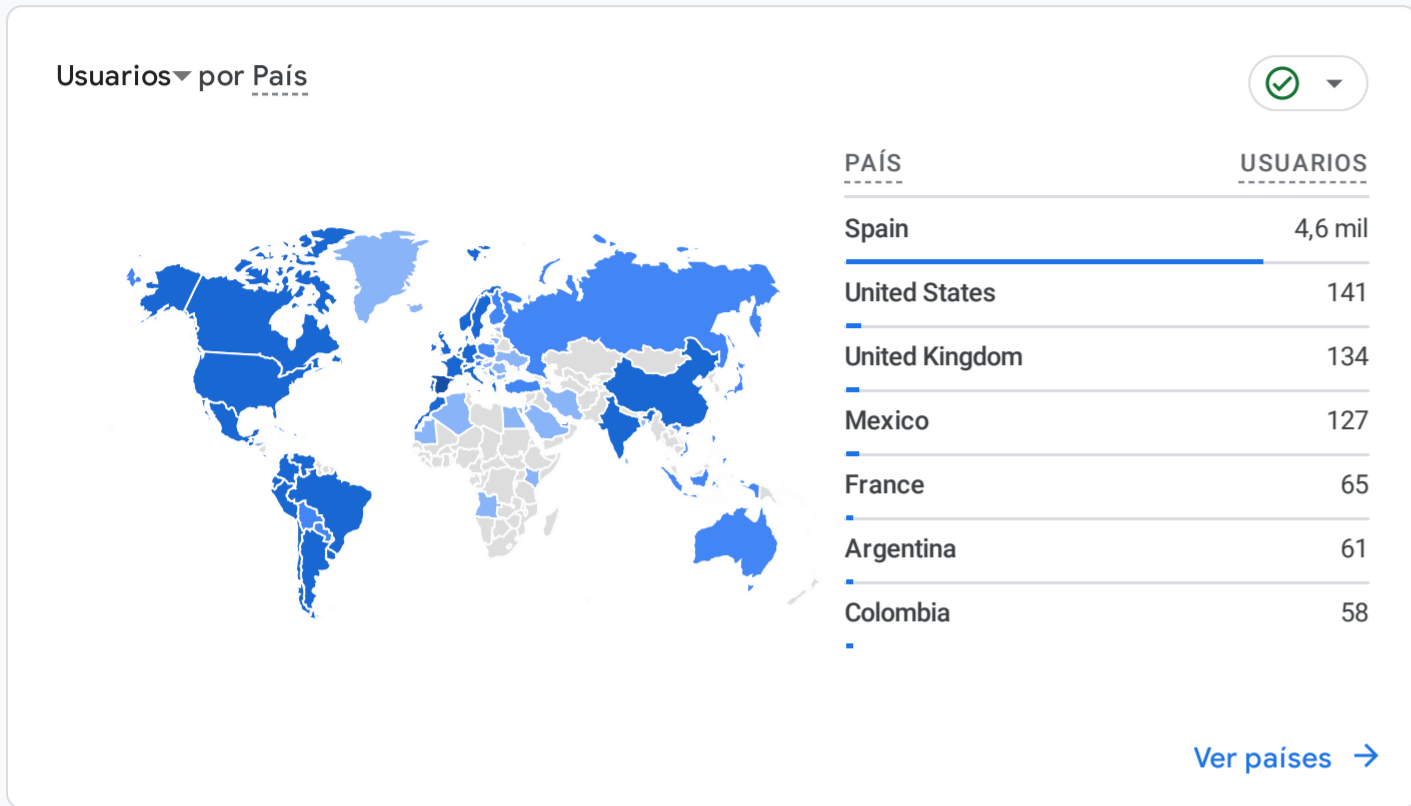 Usuarios por País
PAÍS USUARIOS
Spain 4,6 mil
United States 141
United Kingdom 134
Mexico 127
France 65
Argentina 61
Colombia 58
Ver países